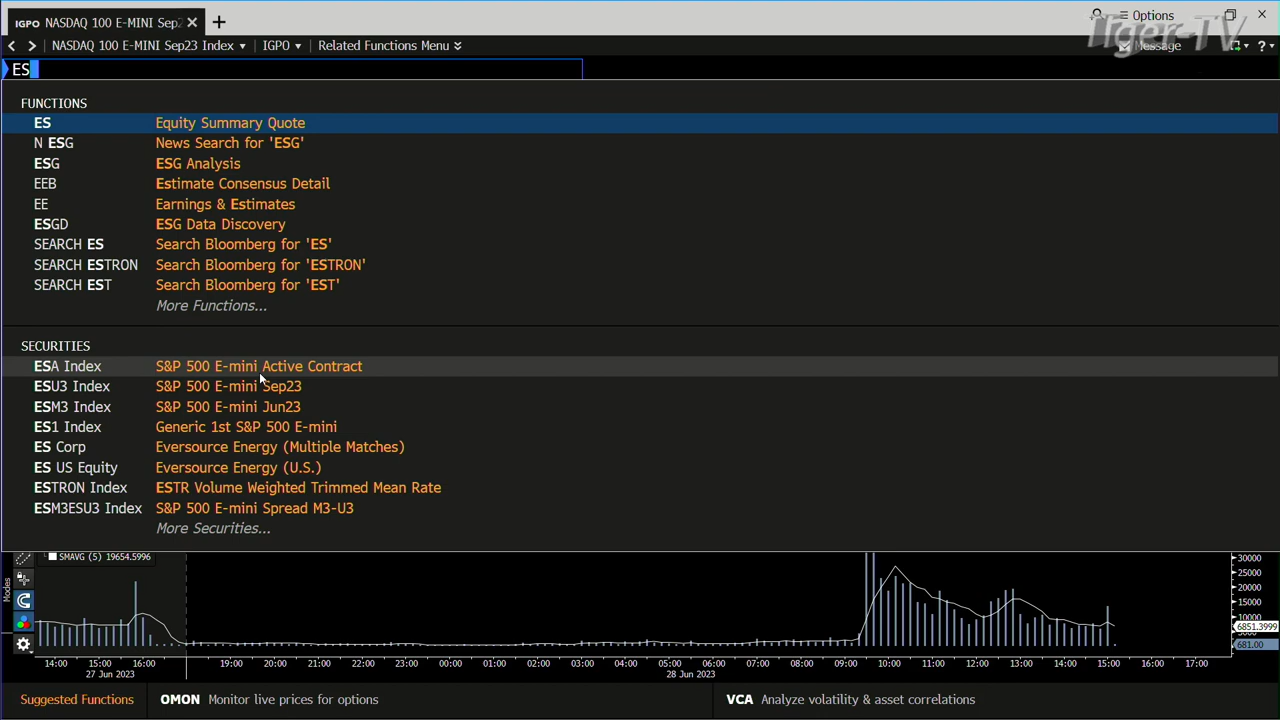 IGPO NASDAQ 100 E-MINI Sep
Options
Tiger-TV
NASDAQ 100 E-MINI Sep23 Index IGPO Related Functions Menu Message ?
ES
FUNCTIONS
ES Equity Summary Quote
N ESG News Search for 'ESG'
ESG ESG Analysis
EEB Estimate Consensus Detail
EE Earnings & Estimates
ESGD ESG Data Discovery
SEARCH ES Search Bloomberg for 'ES'
SEARCH ESTRON Search Bloomberg for 'ESTRON'
SEARCH EST Search Bloomberg for 'EST'
More Functions...
SECURITIES
ESA Index S&P 500 E-mini Active Contract
ESU3 Index S&P 500 E-mini Sep23
ESM3 Index S&P 500 E-mini Jun23
ES1 Index Generic 1st S&P 500 E-mini
ES Corp Eversource Energy (Multiple Matches)
ES US Equity Eversource Energy (U.S.)
ESTRON Index ESTR Volume Weighted Trimmed Mean Rate
ESM3ESU3 Index S&P 500 E-mini Spread M3-U3
More Securities...
SMAVG (5) 19654.5996
Modes
30000
25000
20000
15000
10000
6851.3999
681.00
14:00 15:00 16:00 19:00 20:00 21:00 22:00 23:00 00:00 01:00 02:00 03:00 04:00 05:00 06:00 07:00 08:00 09:00 10:00 11:00 12:00 13:00 14:00 15:00 16:00 17:00
27 Jun 2023 28 Jun 2023
Suggested Functions OMON Monitor live prices for options VCA Analyze volatility & asset correlations